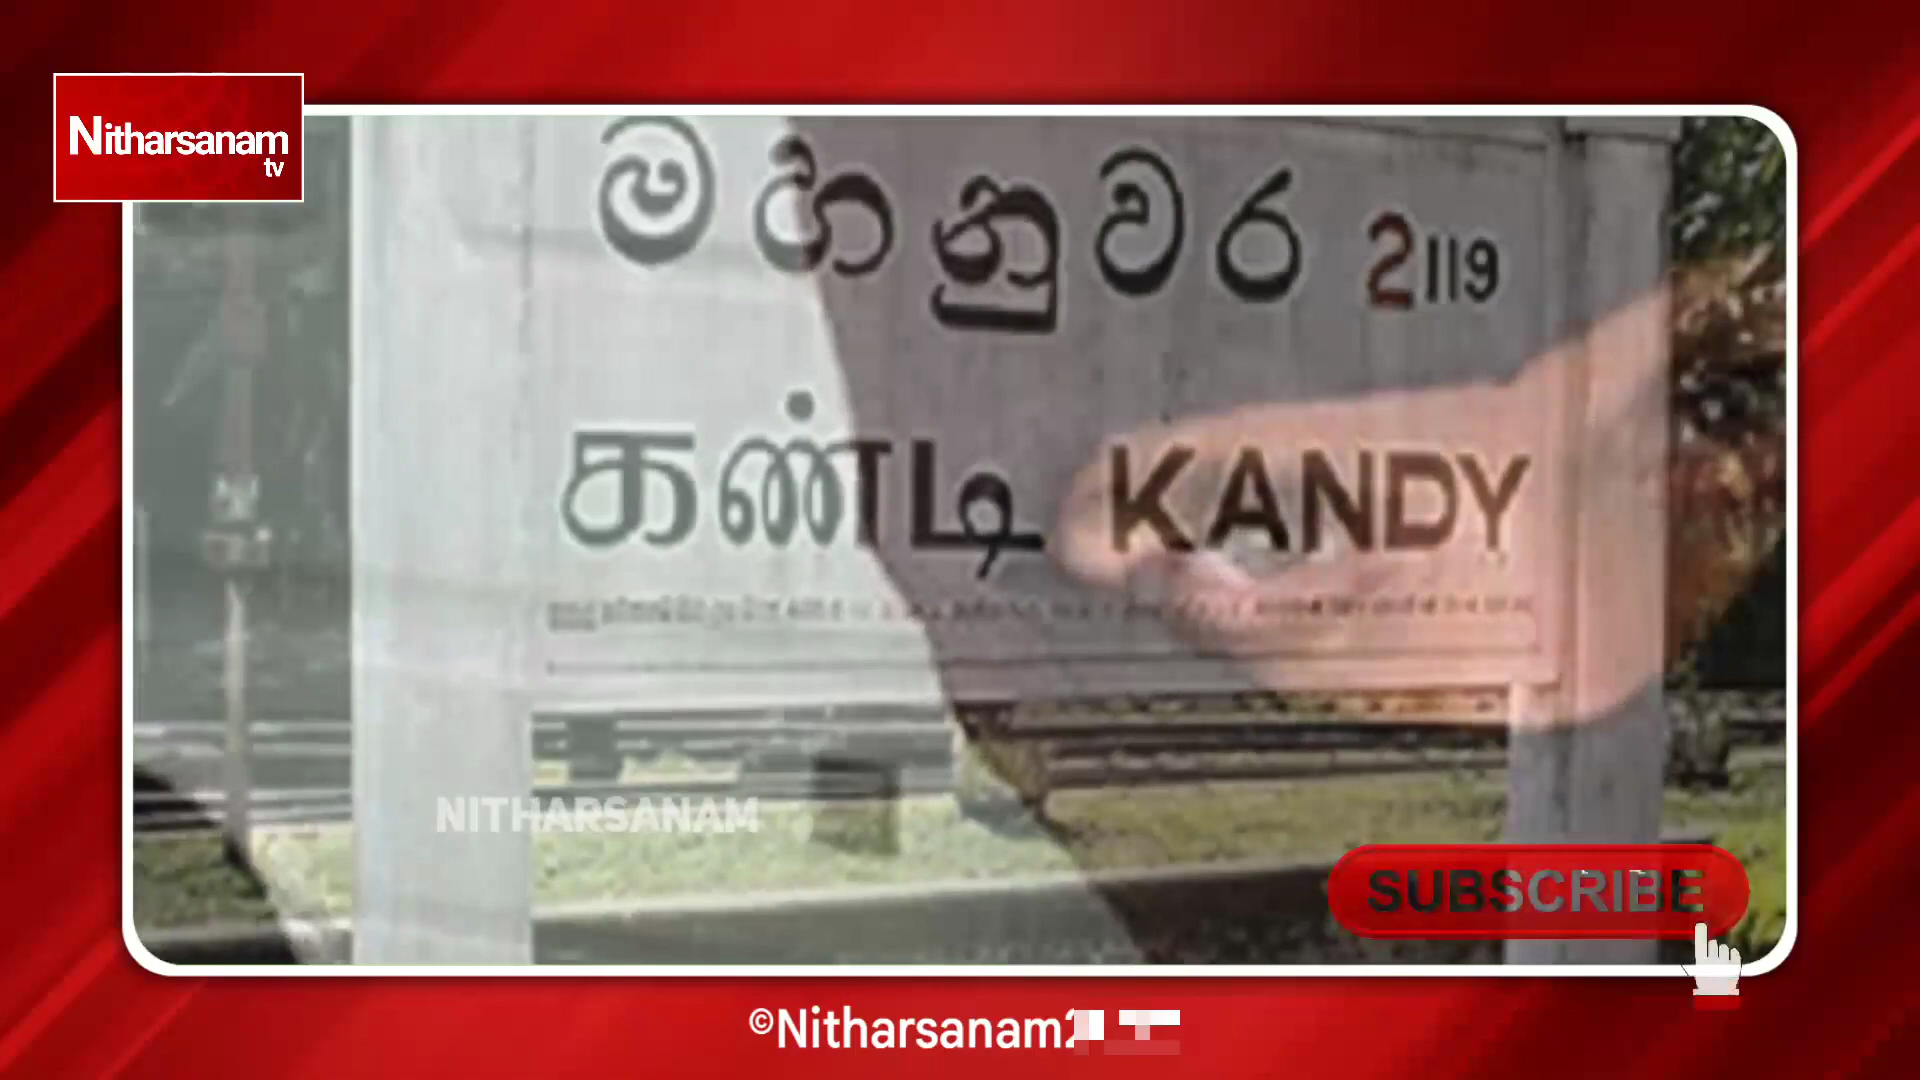 Nitharsanam
tv
මහනුවර 2119
கண்டி KANDY
NITHARSANAM
SUBSCRIBE
©Nitharsanam